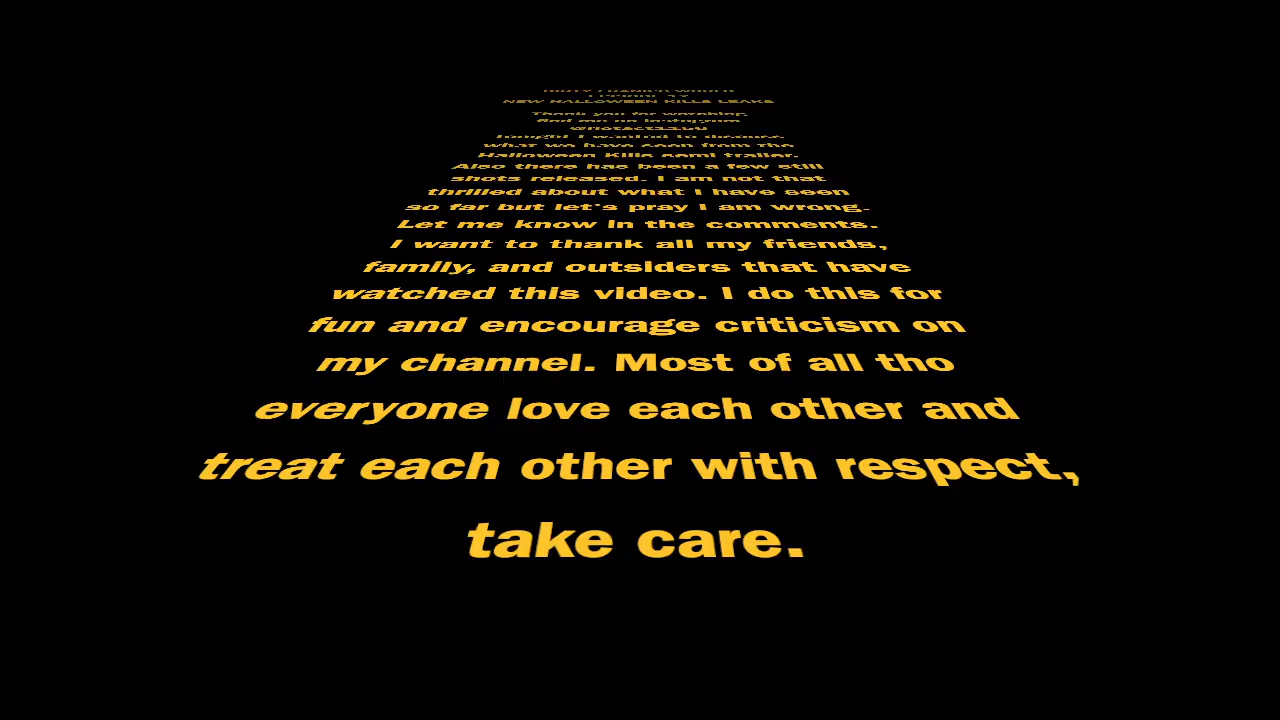 NEW HALLOWEEN KILLS LEAKS
Thank you for watching,
find me on Instagram
tonight I wanted to discuss,
what we have seen from the
Halloween Kills semi trailer.
Also there has been a few still
shots released. I am not that
thrilled about what I have seen
so far but let's pray I am wrong.
Let me know in the comments.
I want to thank all my friends,
family, and outsiders that have
watched this video. I do this for
fun and encourage criticism on
my channel. Most of all tho
everyone love each other and
treat each other with respect,
take care.